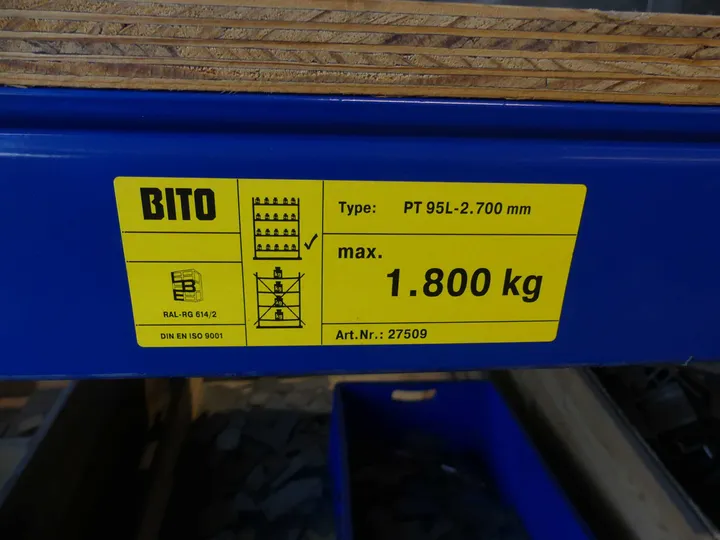 BITO
RAL-RG 614/2
DIN EN ISO 9001
Type: PT 95L-2.700 mm
max.
1.800 kg
Art.Nr.: 27509